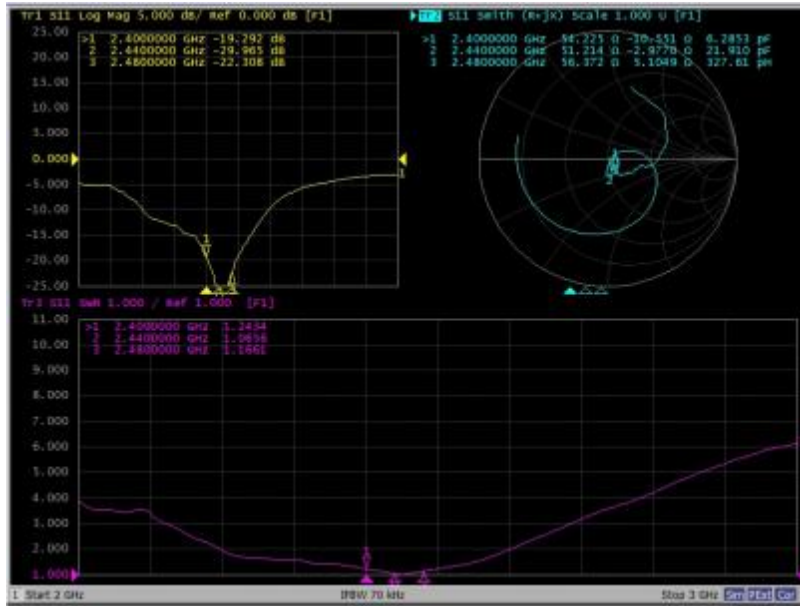 Tr1 S11 Log Mag 5.000 dB/ Ref 0.000 dB [F1]
25.00
20.00
15.00
10.00
5.000
0.000
-5.000
-10.00
-15.00
-20.00
-25.00
>1 2.4000000 GHz -19.292 dB
2 2.4400000 GHz -29.965 dB
3 2.4800000 GHz -22.308 dB
1
1
Tr2 S11 Smith (R+jX) Scale 1.000 U [F1]
>1 2.4000000 GHz 54.225 Ω -10.551 Ω 6.2853 pF
2 2.4400000 GHz 51.214 Ω -2.9770 Ω 21.910 pF
3 2.4800000 GHz 56.372 Ω 5.1049 Ω 327.61 pH
Tr3 S11 SWR 1.000 / Ref 1.000 [F1]
11.00
10.00
9.000
8.000
7.000
6.000
5.000
4.000
3.000
2.000
1.000
>1 2.4000000 GHz 1.2434
2 2.4400000 GHz 1.0656
3 2.4800000 GHz 1.1661
1 Start 2 GHz IFBW 70 kHz Stop 3 GHz Sim PExt Cor